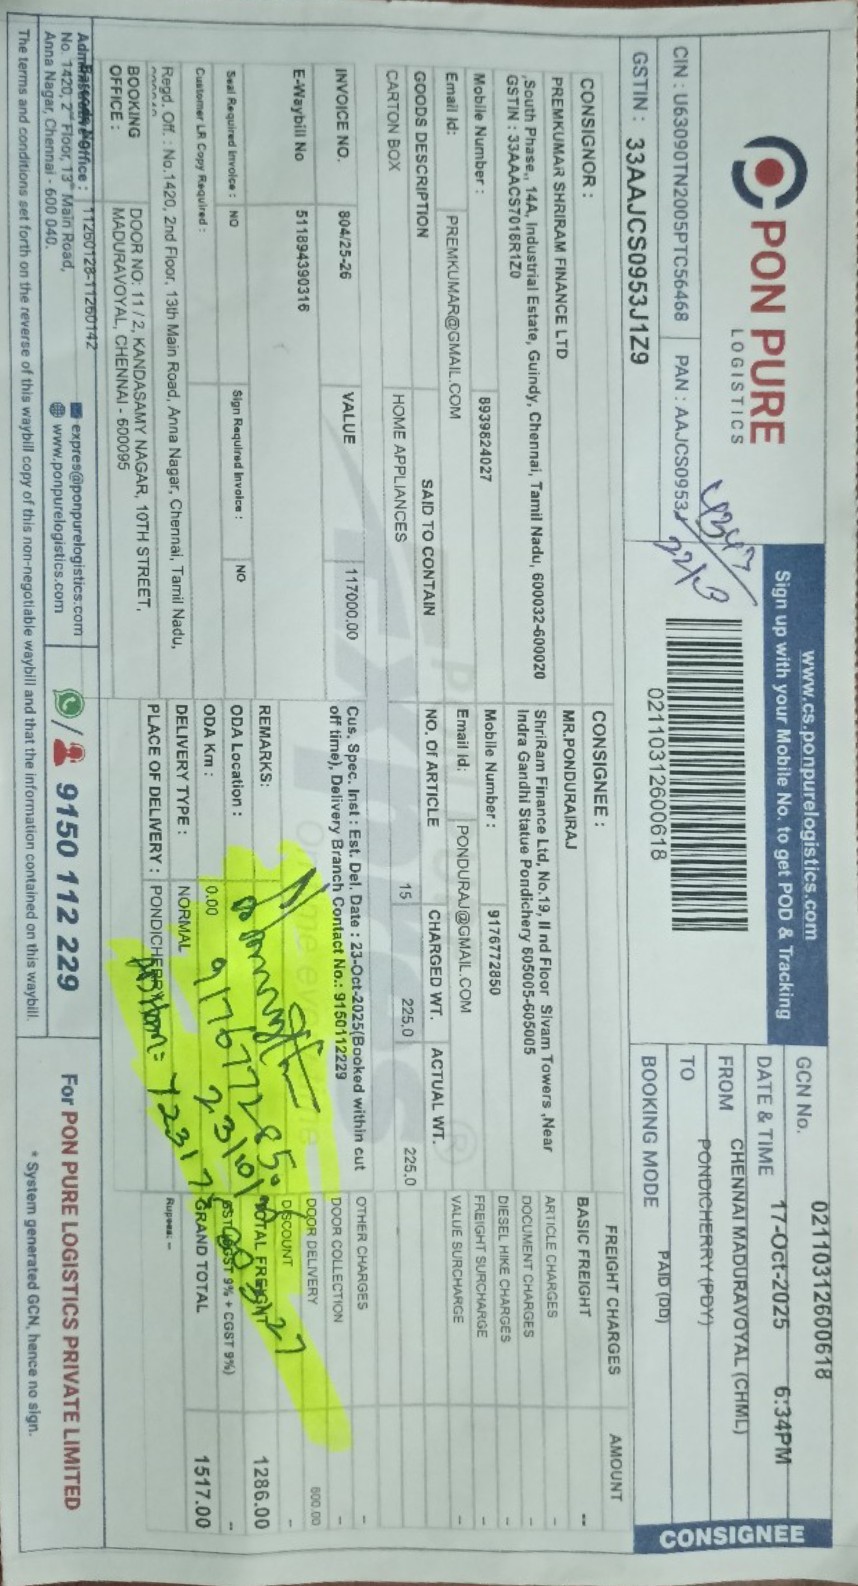 PON PURE
LOGISTICS
www.cs.ponpurelogistics.com
Sign up with your Mobile No. to get POD & Tracking
CIN : U63090TN2005PTC56468
PAN : AAJCS0953J
GSTIN : 33AAJCS0953J1Z9
22/3
02110312600618
GCN No. 02110312600618
DATE & TIME 17-Oct-2025 6:34PM
FROM CHENNAI MADURAVOYAL (CHML)
TO PONDICHERRY (PDY)
BOOKING MODE PAID (DD)
CONSIGNEE
CONSIGNOR :
PREMKUMAR SHRIRAM FINANCE LTD
,South Phase,, 14A, Industrial Estate, Guindy, Chennai, Tamil Nadu, 600032-600020
GSTIN : 33AAACS7018R1Z0
Mobile Number : 8939824027
Email Id: PREMKUMAR@GMAIL.COM
CONSIGNEE :
MR.PONDURAIRAJ
ShriRam Finance Ltd, No.19, II nd Floor Sivam Towers ,Near
Indra Gandhi Statue Pondichery 605005-605005
Mobile Number : 9176772850
Email Id: PONDURAJ@GMAIL.COM
GOODS DESCRIPTION SAID TO CONTAIN NO. Of ARTICLE CHARGED WT. ACTUAL WT.
CARTON BOX HOME APPLIANCES 15 225.0 225.0
INVOICE NO. 804/25-26 VALUE 117000.00
E-Waybill No 511894390316
Cus. Spec. Inst : Est. Del. Date : 23-Oct-2025(Booked within cut
off time), Delivery Branch Contact No.: 9150112229
Seal Required Invoice : NO Sign Required Invoice : NO
Customer LR Copy Required :
REMARKS:
ODA Location :
ODA Km : 0.00
DELIVERY TYPE : NORMAL
PLACE OF DELIVERY : PONDICHERRY
9176772850
23/10/25
FREIGHT CHARGES AMOUNT
BASIC FREIGHT --
ARTICLE CHARGES -
DOCUMENT CHARGES -
DIESEL HIKE CHARGES -
FREIGHT SURCHARGE -
VALUE SURCHARGE -
OTHER CHARGES -
DOOR COLLECTION -
DOOR DELIVERY 600.00
DISCOUNT -
TOTAL FREIGHT 1286.00
GST(SGST 9% + CGST 9%) --
GRAND TOTAL 1517.00
Rupees: –
Regd. Off. : No.1420, 2nd Floor, 13th Main Road, Anna Nagar, Chennai, Tamil Nadu,
BOOKING OFFICE : DOOR NO: 11 / 2, KANDASAMY NAGAR, 10TH STREET,
MADURAVOYAL, CHENNAI - 600095
11260128-11260142
Administrative Office :
No. 1420, 2nd Floor, 13th Main Road,
Anna Nagar, Chennai - 600 040.
expres@ponpurelogistics.com
www.ponpurelogistics.com
9150 112 229
For PON PURE LOGISTICS PRIVATE LIMITED
* System generated GCN, hence no sign.
The terms and conditions set forth on the reverse of this waybill copy of this non-negotiable waybill and that the information contained on this waybill.